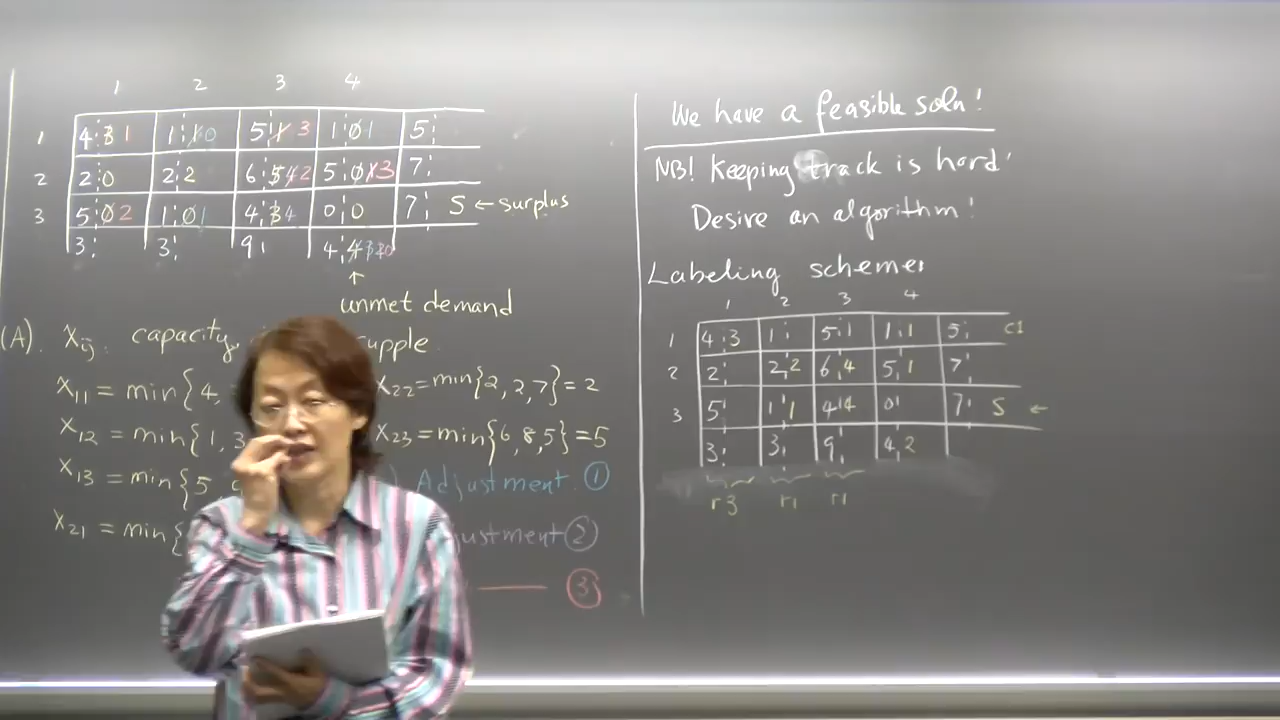 1 2 3 4
1 4 3 1 1 1 0 5 1 3 1 0 1 5
2 2 0 2 2 6 5 4 2 5 0 1 3 7
3 5 0 2 1 0 1 4 3 4 0 0 7 S ← surplus
3 3 9 4 4 3 2 0
↑
unmet demand
(A). Xij capacity,
X11 = min{4,
X22 = min{2, 2, 7} = 2
X12 = min{1, 3
X23 = min{6, 8, 5} = 5
X13 = min{5,
Adjustment ①
X21 = min{
②
③
We have a feasible soln!
NB! Keeping track is hard
Desire an algorithm!
Labeling scheme:
1 2 3 4
1 4 3 1 5 1 1 1 5 c1
2 2 2 2 6 4 5 1 7
3 5 1 1 4 4 0 7 S ←
3 3 9 4 2
r3 r1 r1